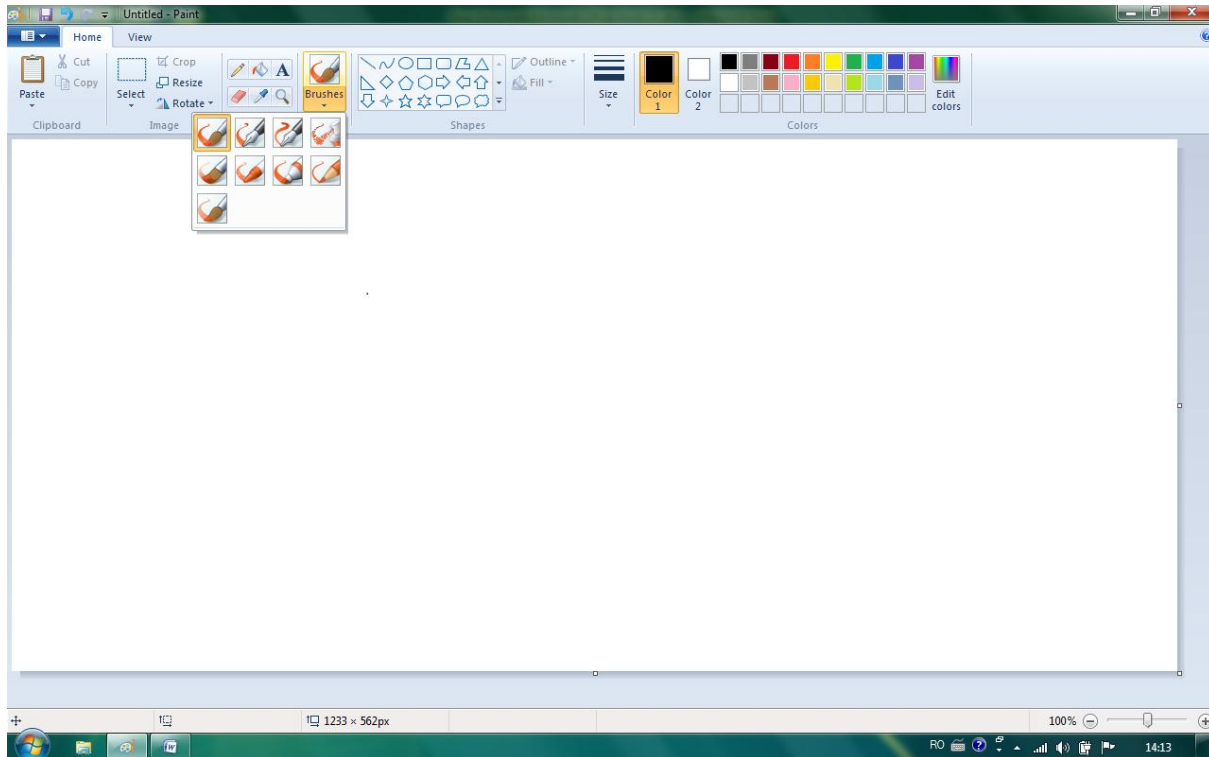 Untitled - Paint
Home View
Cut
Copy
Paste
Clipboard
Select
Crop
Resize
Rotate
Image
A
Brushes
Outline
Fill
Shapes
Size
Color 1
Color 2
Edit colors
Colors
1233 × 562px
100%
RO
14:13